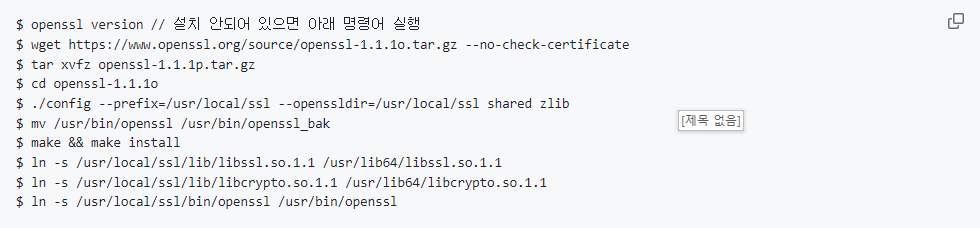 $ openssl version // 설치 안되어 있으면 아래 명령어 실행
$ wget https://www.openssl.org/source/openssl-1.1.1o.tar.gz --no-check-certificate
$ tar xvfz openssl-1.1.1p.tar.gz
$ cd openssl-1.1.1o
$ ./config --prefix=/usr/local/ssl --openssldir=/usr/local/ssl shared zlib
$ mv /usr/bin/openssl /usr/bin/openssl_bak
[제목 없음]
$ make && make install
$ ln -s /usr/local/ssl/lib/libssl.so.1.1 /usr/lib64/libssl.so.1.1
$ ln -s /usr/local/ssl/lib/libcrypto.so.1.1 /usr/lib64/libcrypto.so.1.1
$ ln -s /usr/local/ssl/bin/openssl /usr/bin/openssl